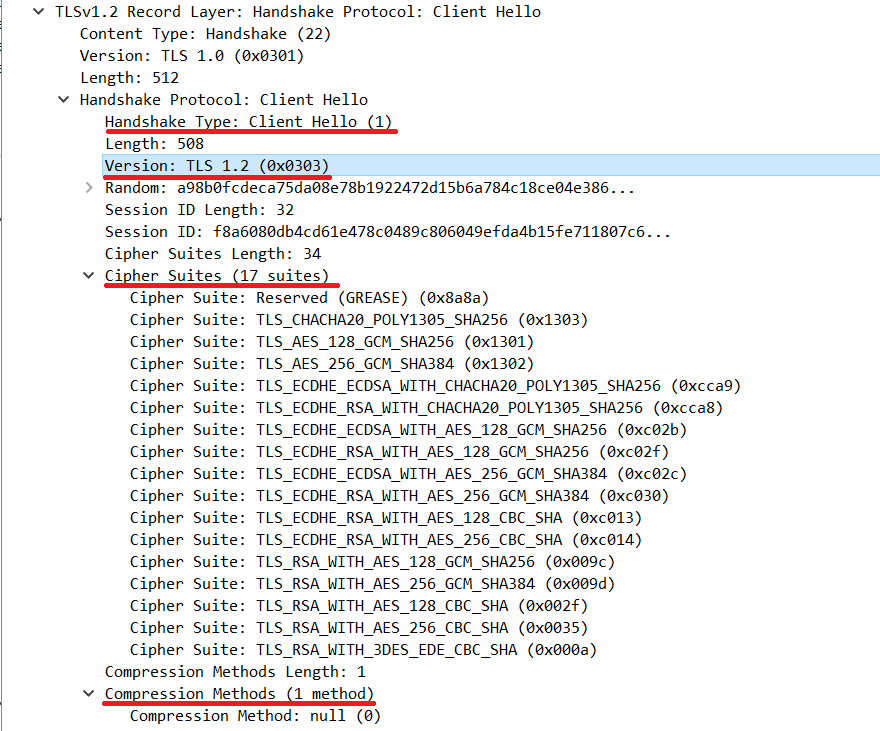 TLSv1.2 Record Layer: Handshake Protocol: Client Hello
Content Type: Handshake (22)
Version: TLS 1.0 (0x0301)
Length: 512
Handshake Protocol: Client Hello
Handshake Type: Client Hello (1)
Length: 508
Version: TLS 1.2 (0x0303)
Random: a98b0fcdeca75da08e78b1922472d15b6a784c18ce04e386...
Session ID Length: 32
Session ID: f8a6080db4cd61e478c0489c806049efda4b15fe711807c6...
Cipher Suites Length: 34
Cipher Suites (17 suites)
Cipher Suite: Reserved (GREASE) (0x8a8a)
Cipher Suite: TLS_CHACHA20_POLY1305_SHA256 (0x1303)
Cipher Suite: TLS_AES_128_GCM_SHA256 (0x1301)
Cipher Suite: TLS_AES_256_GCM_SHA384 (0x1302)
Cipher Suite: TLS_ECDHE_ECDSA_WITH_CHACHA20_POLY1305_SHA256 (0xcca9)
Cipher Suite: TLS_ECDHE_RSA_WITH_CHACHA20_POLY1305_SHA256 (0xcca8)
Cipher Suite: TLS_ECDHE_ECDSA_WITH_AES_128_GCM_SHA256 (0xc02b)
Cipher Suite: TLS_ECDHE_RSA_WITH_AES_128_GCM_SHA256 (0xc02f)
Cipher Suite: TLS_ECDHE_ECDSA_WITH_AES_256_GCM_SHA384 (0xc02c)
Cipher Suite: TLS_ECDHE_RSA_WITH_AES_256_GCM_SHA384 (0xc030)
Cipher Suite: TLS_ECDHE_RSA_WITH_AES_128_CBC_SHA (0xc013)
Cipher Suite: TLS_ECDHE_RSA_WITH_AES_256_CBC_SHA (0xc014)
Cipher Suite: TLS_RSA_WITH_AES_128_GCM_SHA256 (0x009c)
Cipher Suite: TLS_RSA_WITH_AES_256_GCM_SHA384 (0x009d)
Cipher Suite: TLS_RSA_WITH_AES_128_CBC_SHA (0x002f)
Cipher Suite: TLS_RSA_WITH_AES_256_CBC_SHA (0x0035)
Cipher Suite: TLS_RSA_WITH_3DES_EDE_CBC_SHA (0x000a)
Compression Methods Length: 1
Compression Methods (1 method)
Compression Method: null (0)